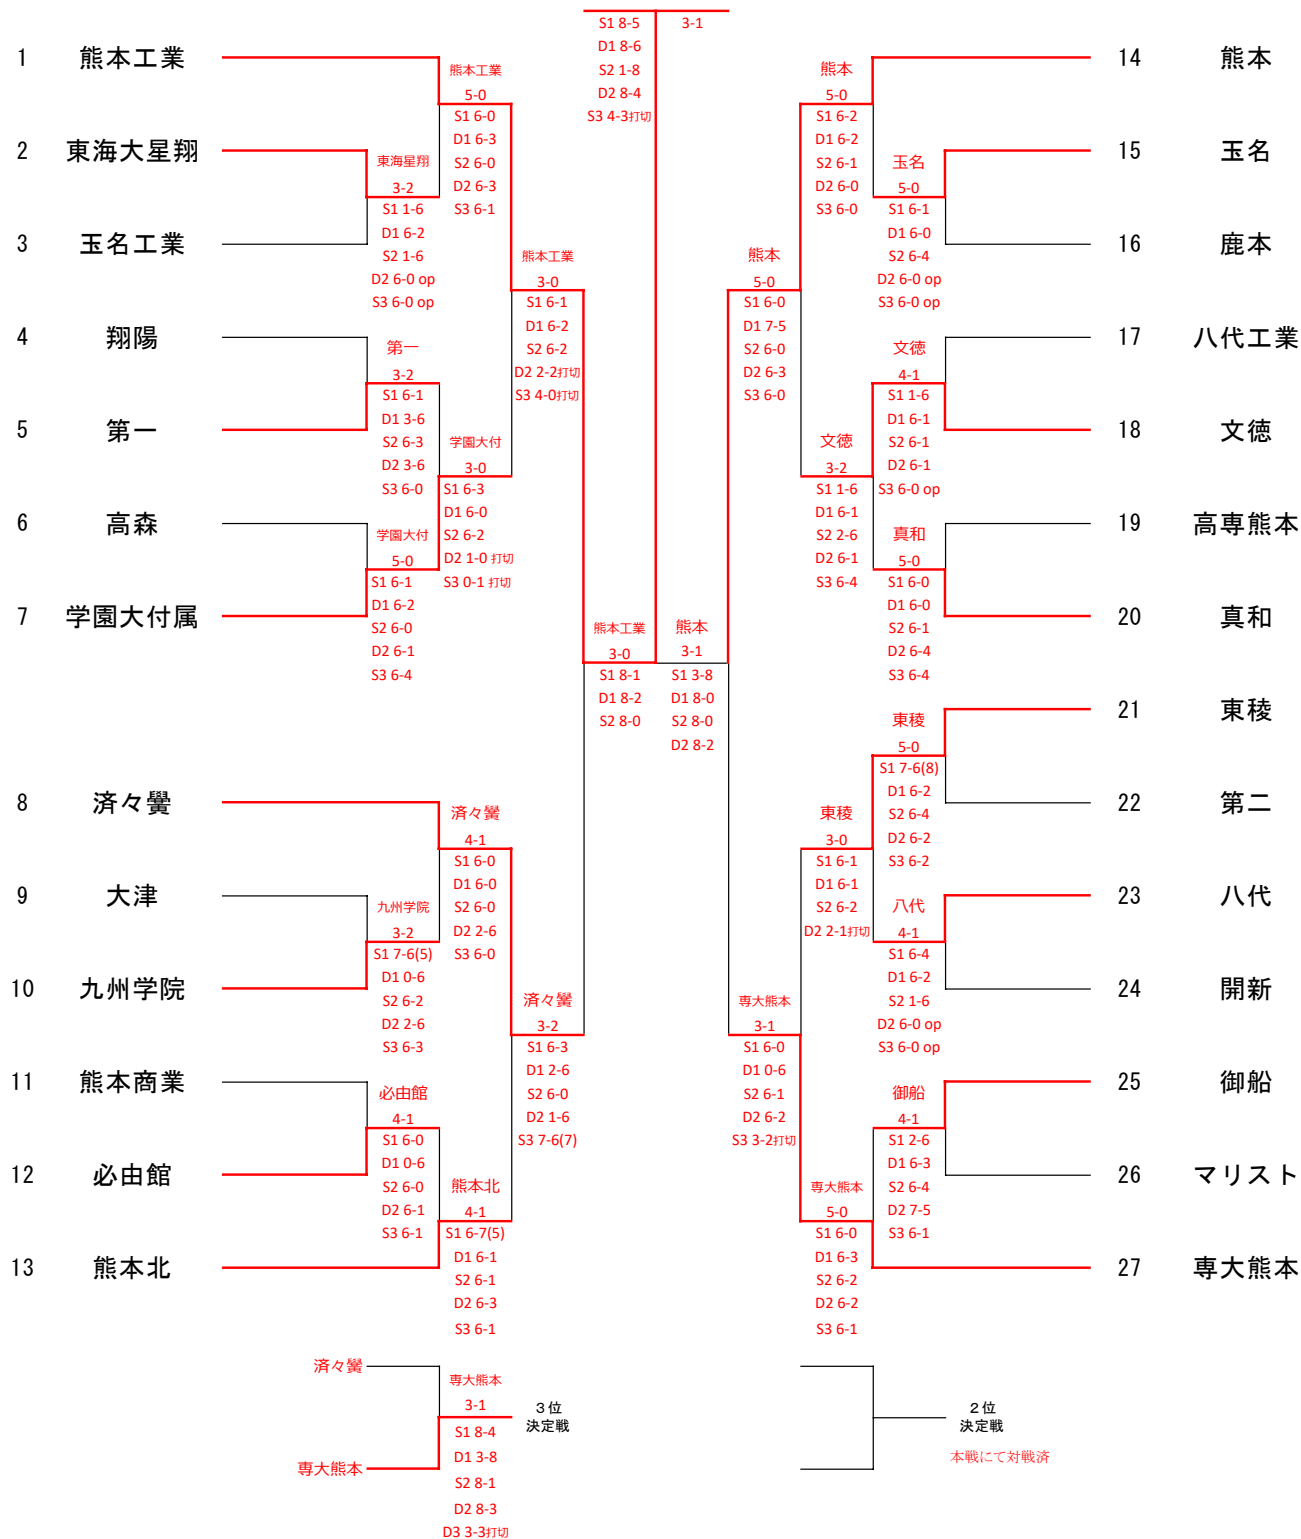 S1 8-5
D1 8-6
S2 1-8
D2 8-4
S3 4-3打切
3-1
1 熊本工業
2 東海大星翔
3 玉名工業
4 翔陽
5 第一
6 高森
7 学園大付属
8 済々黌
9 大津
10 九州学院
11 熊本商業
12 必由館
13 熊本北
東海星翔
3-2
S1 1-6
D1 6-2
S2 1-6
D2 6-0 op
S3 6-0 op
第一
3-2
S1 6-1
D1 3-6
S2 6-3
D2 3-6
S3 6-0
学園大付
5-0
S1 6-1
D1 6-2
S2 6-0
D2 6-1
S3 6-4
九州学院
3-2
S1 7-6(5)
D1 0-6
S2 6-2
D2 2-6
S3 6-3
必由館
4-1
S1 6-0
D1 0-6
S2 6-0
D2 6-1
S3 6-1
熊本工業
5-0
S1 6-0
D1 6-3
S2 6-0
D2 6-3
S3 6-1
学園大付
3-0
S1 6-3
D1 6-0
S2 6-2
D2 1-0 打切
S3 0-1 打切
済々黌
4-1
S1 6-0
D1 6-0
S2 6-0
D2 2-6
S3 6-0
熊本北
4-1
S1 6-7(5)
D1 6-1
S2 6-1
D2 6-3
S3 6-1
熊本工業
3-0
S1 6-1
D1 6-2
S2 6-2
D2 2-2打切
S3 4-0打切
済々黌
3-2
S1 6-3
D1 2-6
S2 6-0
D2 1-6
S3 7-6(7)
熊本工業
3-0
S1 8-1
D1 8-2
S2 8-0
熊本
3-1
S1 3-8
D1 8-0
S2 8-0
D2 8-2
熊本
5-0
S1 6-0
D1 7-5
S2 6-0
D2 6-3
S3 6-0
専大熊本
3-1
S1 6-0
D1 0-6
S2 6-1
D2 6-2
S3 3-2打切
熊本
5-0
S1 6-2
D1 6-2
S2 6-1
D2 6-0
S3 6-0
文徳
3-2
S1 1-6
D1 6-1
S2 2-6
D2 6-1
S3 6-4
東稜
3-0
S1 6-1
D1 6-1
S2 6-2
D2 2-1打切
専大熊本
5-0
S1 6-0
D1 6-3
S2 6-2
D2 6-2
S3 6-1
玉名
5-0
S1 6-1
D1 6-0
S2 6-4
D2 6-0 op
S3 6-0 op
文徳
4-1
S1 1-6
D1 6-1
S2 6-1
D2 6-1
S3 6-0 op
真和
5-0
S1 6-0
D1 6-0
S2 6-1
D2 6-4
S3 6-4
東稜
5-0
S1 7-6(8)
D1 6-2
S2 6-4
D2 6-2
S3 6-2
八代
4-1
S1 6-4
D1 6-2
S2 1-6
D2 6-0 op
S3 6-0 op
御船
4-1
S1 2-6
D1 6-3
S2 6-4
D2 7-5
S3 6-1
14 熊本
15 玉名
16 鹿本
17 八代工業
18 文徳
19 高専熊本
20 真和
21 東稜
22 第二
23 八代
24 開新
25 御船
26 マリスト
27 専大熊本
済々黌
専大熊本
専大熊本
3-1
S1 8-4
D1 3-8
S2 8-1
D2 8-3
D3 3-3打切
3位
決定戦
2位
決定戦
本戦にて対戦済